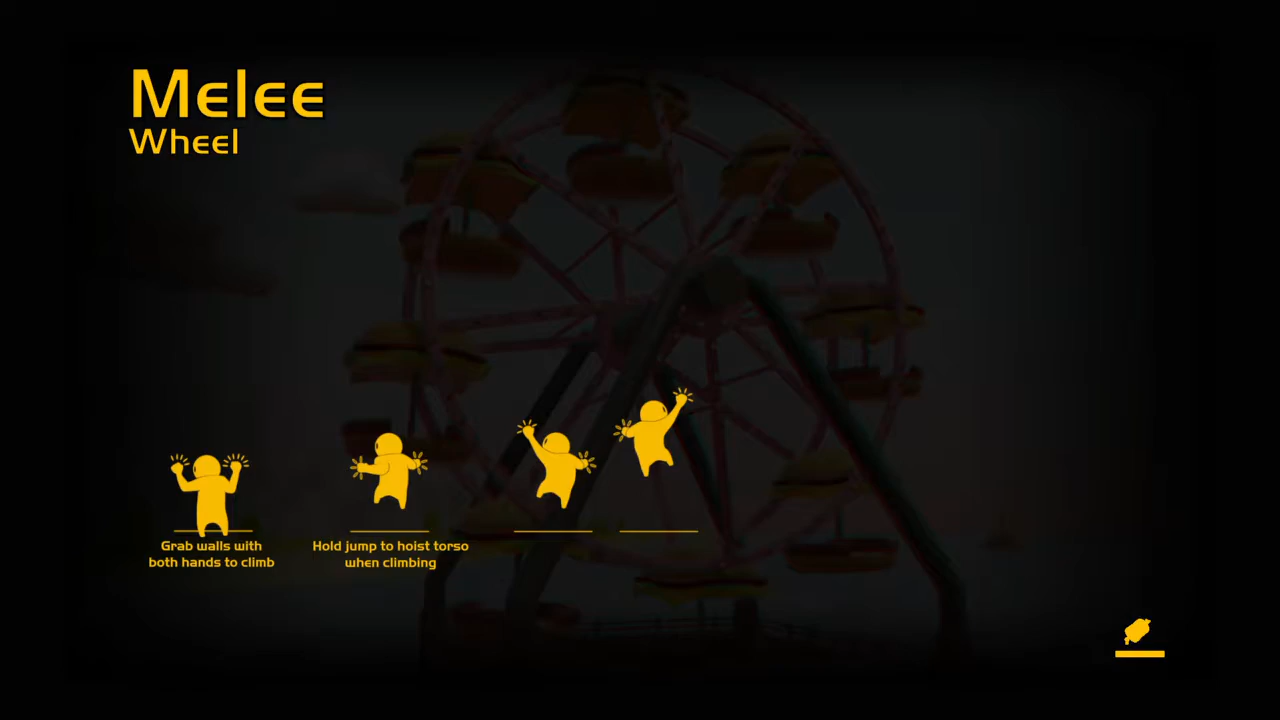 Melee
Wheel
Grab walls with
both hands to climb
Hold jump to hoist torso
when climbing